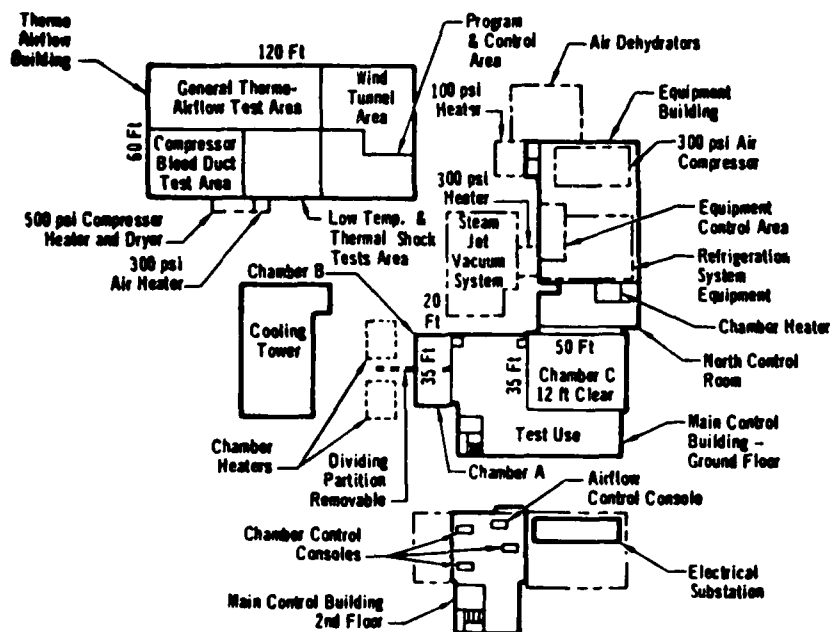 Thermo
Airflow
Building
120 Ft
60 Ft
General Thermo-
Airflow Test Area
Wind
Tunnel
Area
Compressor
Bleed Duct
Test Area
Program
& Control
Area
500 psi Compresser
Heater and Dryer
300 psi
Air Heater
Low Temp. &
Thermal Shock
Tests Area
Air Dehydrators
100 psi
Heater
Equipment
Building
300 psi Air
Compressor
300 psi
Heater
Steam
Jet
Vacuum
System
Equipment
Control Area
Refrigeration
System
Equipment
Chamber Heater
North Control
Room
Chamber B
20
Ft
Cooling
Tower
35 Ft
35 Ft
50 Ft
Chamber C
12 ft Clear
Test Use
Main Control
Building -
Ground Floor
Chamber
Heaters
Dividing
Partition
Removable
Chamber A
Airflow
Control Console
Chamber Control
Consoles
Electrical
Substation
Main Control Building
2nd Floor